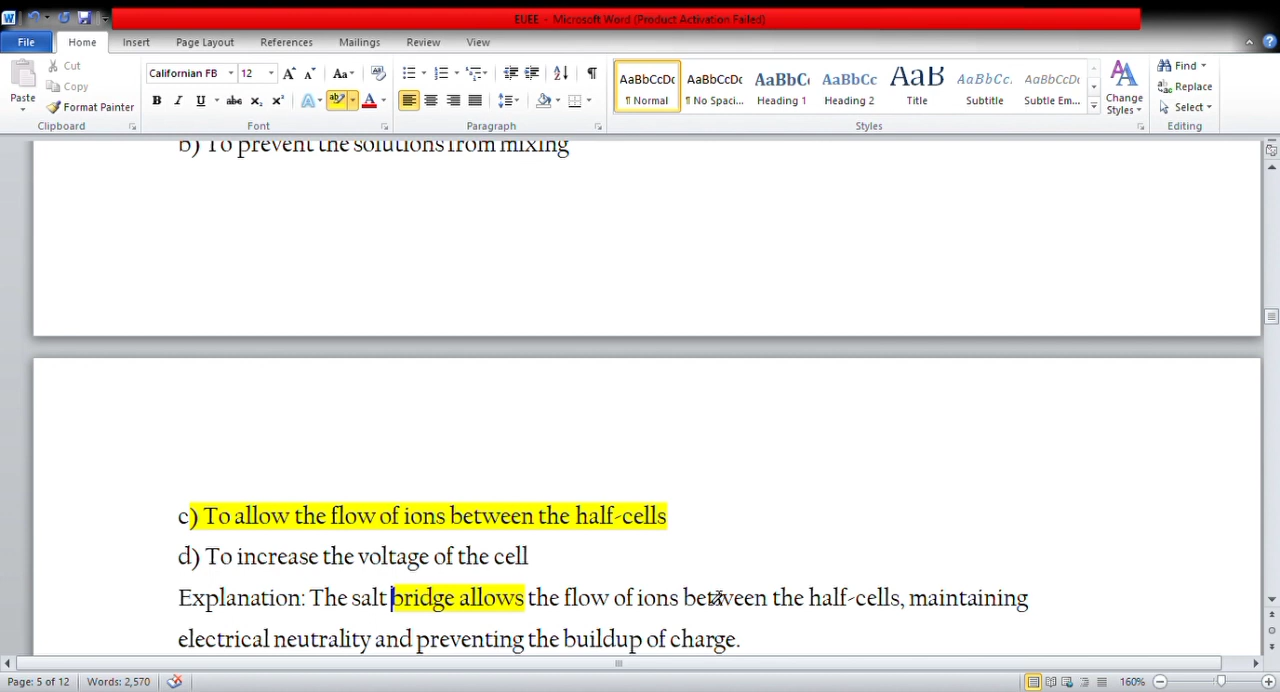 EUEE - Microsoft Word (Product Activation Failed)
File Home Insert Page Layout References Mailings Review View
Paste
Cut
Copy
Format Painter
Clipboard
Californian FB 12
Font
Paragraph
AaBbCcDc AaBbCcDc AaBbC AaBbCc AaB AaBbCc. AaBbCcDc
¶ Normal ¶ No Spaci... Heading 1 Heading 2 Title Subtitle Subtle Em...
Change Styles
Styles
Find
Replace
Select
Editing
b) To prevent the solutions from mixing
c) To allow the flow of ions between the half-cells
d) To increase the voltage of the cell
Explanation: The salt bridge allows the flow of ions between the half-cells, maintaining
electrical neutrality and preventing the buildup of charge.
Page: 5 of 12 Words: 2,570 160%